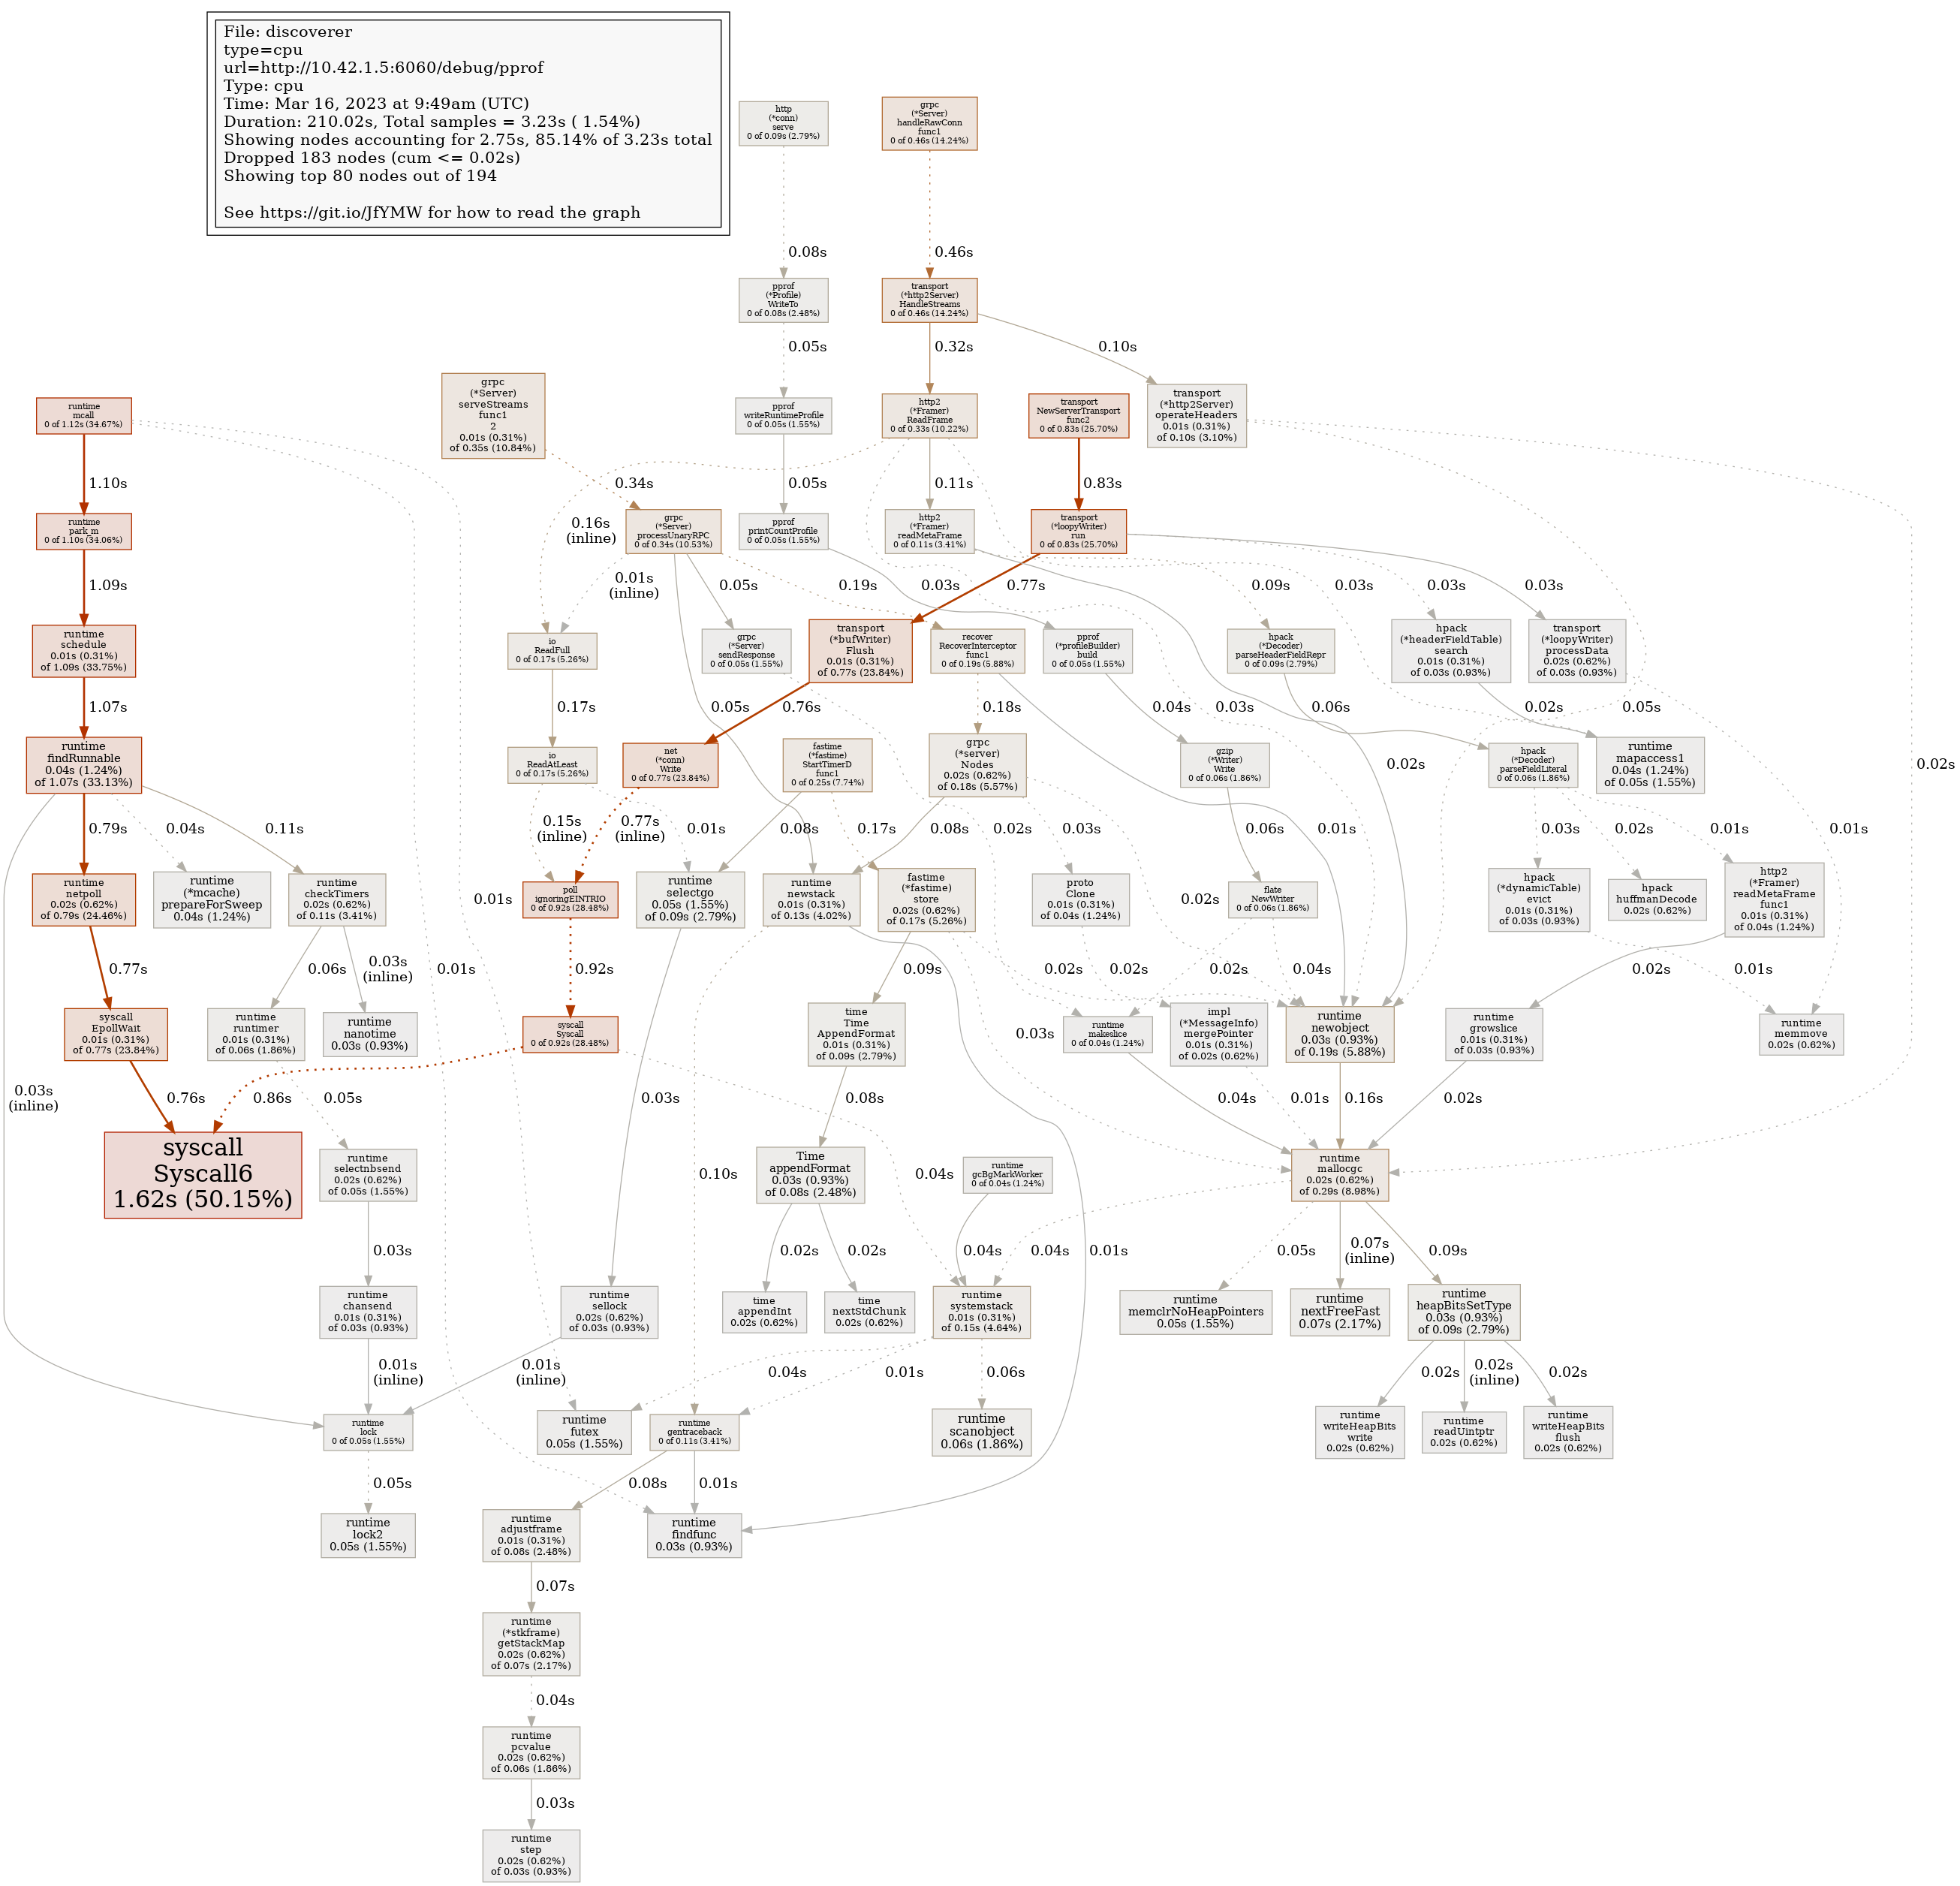 File: discoverer
type=cpu
url=http://10.42.1.5:6060/debug/pprof
Type: cpu
Time: Mar 16, 2023 at 9:49am (UTC)
Duration: 210.02s, Total samples = 3.23s ( 1.54%)
Showing nodes accounting for 2.75s, 85.14% of 3.23s total
Dropped 183 nodes (cum <= 0.02s)
Showing top 80 nodes out of 194
See https://git.io/JfYMW for how to read the graph
http
(*conn)
serve
0 of 0.09s (2.79%)
grpc
(*Server)
handleRawConn
func1
0 of 0.46s (14.24%)
0.08s
0.46s
pprof
(*Profile)
WriteTo
0 of 0.08s (2.48%)
transport
(*http2Server)
HandleStreams
0 of 0.46s (14.24%)
0.05s
0.32s
0.10s
runtime
mcall
0 of 1.12s (34.67%)
grpc
(*Server)
serveStreams
func1
2
0.01s (0.31%)
of 0.35s (10.84%)
pprof
writeRuntimeProfile
0 of 0.05s (1.55%)
http2
(*Framer)
ReadFrame
0 of 0.33s (10.22%)
transport
NewServerTransport
func2
0 of 0.83s (25.70%)
transport
(*http2Server)
operateHeaders
0.01s (0.31%)
of 0.10s (3.10%)
1.10s
0.34s
0.16s
(inline)
0.05s
0.11s
0.83s
runtime
park_m
0 of 1.10s (34.06%)
grpc
(*Server)
processUnaryRPC
0 of 0.34s (10.53%)
pprof
printCountProfile
0 of 0.05s (1.55%)
http2
(*Framer)
readMetaFrame
0 of 0.11s (3.41%)
transport
(*loopyWriter)
run
0 of 0.83s (25.70%)
1.09s
0.01s
(inline)
0.05s
0.19s
0.03s
0.77s
0.09s
0.03s
0.03s
0.03s
runtime
schedule
0.01s (0.31%)
of 1.09s (33.75%)
io
ReadFull
0 of 0.17s (5.26%)
grpc
(*Server)
sendResponse
0 of 0.05s (1.55%)
transport
(*bufWriter)
Flush
0.01s (0.31%)
of 0.77s (23.84%)
recover
RecoverInterceptor
func1
0 of 0.19s (5.88%)
pprof
(*profileBuilder)
build
0 of 0.05s (1.55%)
hpack
(*Decoder)
parseHeaderFieldRepr
0 of 0.09s (2.79%)
hpack
(*headerFieldTable)
search
0.01s (0.31%)
of 0.03s (0.93%)
transport
(*loopyWriter)
processData
0.02s (0.62%)
of 0.03s (0.93%)
1.07s
0.17s
0.05s
0.76s
0.18s
0.04s
0.03s
0.06s
0.02s
0.05s
runtime
findRunnable
0.04s (1.24%)
of 1.07s (33.13%)
io
ReadAtLeast
0 of 0.17s (5.26%)
net
(*conn)
Write
0 of 0.77s (23.84%)
fastime
(*fastime)
StartTimerD
func1
0 of 0.25s (7.74%)
grpc
(*server)
Nodes
0.02s (0.62%)
of 0.18s (5.57%)
gzip
(*Writer)
Write
0 of 0.06s (1.86%)
0.02s
hpack
(*Decoder)
parseFieldLiteral
0 of 0.06s (1.86%)
runtime
mapaccess1
0.04s (1.24%)
of 0.05s (1.55%)
0.02s
0.79s
0.04s
0.11s
0.15s
(inline)
0.77s
(inline)
0.01s
0.08s
0.17s
0.08s
0.02s
0.03s
0.06s
0.01s
0.03s
0.02s
0.01s
0.01s
runtime
netpoll
0.02s (0.62%)
of 0.79s (24.46%)
runtime
(*mcache)
prepareForSweep
0.04s (1.24%)
runtime
checkTimers
0.02s (0.62%)
of 0.11s (3.41%)
0.01s
poll
ignoringEINTRIO
0 of 0.92s (28.48%)
runtime
selectgo
0.05s (1.55%)
of 0.09s (2.79%)
runtime
newstack
0.01s (0.31%)
of 0.13s (4.02%)
fastime
(*fastime)
store
0.02s (0.62%)
of 0.17s (5.26%)
proto
Clone
0.01s (0.31%)
of 0.04s (1.24%)
0.02s
flate
NewWriter
0 of 0.06s (1.86%)
hpack
(*dynamicTable)
evict
0.01s (0.31%)
of 0.03s (0.93%)
hpack
huffmanDecode
0.02s (0.62%)
http2
(*Framer)
readMetaFrame
func1
0.01s (0.31%)
of 0.04s (1.24%)
0.77s
0.06s
0.03s
(inline)
0.01s
0.92s
0.09s
0.02s
0.02s
0.02s
0.04s
0.02s
0.01s
syscall
EpollWait
0.01s (0.31%)
of 0.77s (23.84%)
runtime
runtimer
0.01s (0.31%)
of 0.06s (1.86%)
runtime
nanotime
0.03s (0.93%)
syscall
Syscall
0 of 0.92s (28.48%)
time
Time
AppendFormat
0.01s (0.31%)
of 0.09s (2.79%)
0.03s
runtime
makeslice
0 of 0.04s (1.24%)
impl
(*MessageInfo)
mergePointer
0.01s (0.31%)
of 0.02s (0.62%)
runtime
newobject
0.03s (0.93%)
of 0.19s (5.88%)
runtime
growslice
0.01s (0.31%)
of 0.03s (0.93%)
runtime
memmove
0.02s (0.62%)
0.03s
(inline)
0.76s
0.86s
0.05s
0.03s
0.08s
0.04s
0.01s
0.16s
0.02s
syscall
Syscall6
1.62s (50.15%)
runtime
selectnbsend
0.02s (0.62%)
of 0.05s (1.55%)
0.10s
Time
appendFormat
0.03s (0.93%)
of 0.08s (2.48%)
0.04s
runtime
gcBgMarkWorker
0 of 0.04s (1.24%)
runtime
mallocgc
0.02s (0.62%)
of 0.29s (8.98%)
0.03s
0.02s
0.02s
0.04s
0.04s
0.01s
0.05s
0.07s
(inline)
0.09s
runtime
chansend
0.01s (0.31%)
of 0.03s (0.93%)
runtime
sellock
0.02s (0.62%)
of 0.03s (0.93%)
time
appendInt
0.02s (0.62%)
time
nextStdChunk
0.02s (0.62%)
runtime
systemstack
0.01s (0.31%)
of 0.15s (4.64%)
runtime
memclrNoHeapPointers
0.05s (1.55%)
runtime
nextFreeFast
0.07s (2.17%)
runtime
heapBitsSetType
0.03s (0.93%)
of 0.09s (2.79%)
0.01s
(inline)
0.01s
(inline)
0.04s
0.01s
0.06s
0.02s
0.02s
(inline)
0.02s
runtime
lock
0 of 0.05s (1.55%)
runtime
futex
0.05s (1.55%)
runtime
gentraceback
0 of 0.11s (3.41%)
runtime
scanobject
0.06s (1.86%)
runtime
writeHeapBits
write
0.02s (0.62%)
runtime
readUintptr
0.02s (0.62%)
runtime
writeHeapBits
flush
0.02s (0.62%)
0.05s
0.08s
0.01s
runtime
lock2
0.05s (1.55%)
runtime
adjustframe
0.01s (0.31%)
of 0.08s (2.48%)
runtime
findfunc
0.03s (0.93%)
0.07s
runtime
(*stkframe)
getStackMap
0.02s (0.62%)
of 0.07s (2.17%)
0.04s
runtime
pcvalue
0.02s (0.62%)
of 0.06s (1.86%)
0.03s
runtime
step
0.02s (0.62%)
of 0.03s (0.93%)